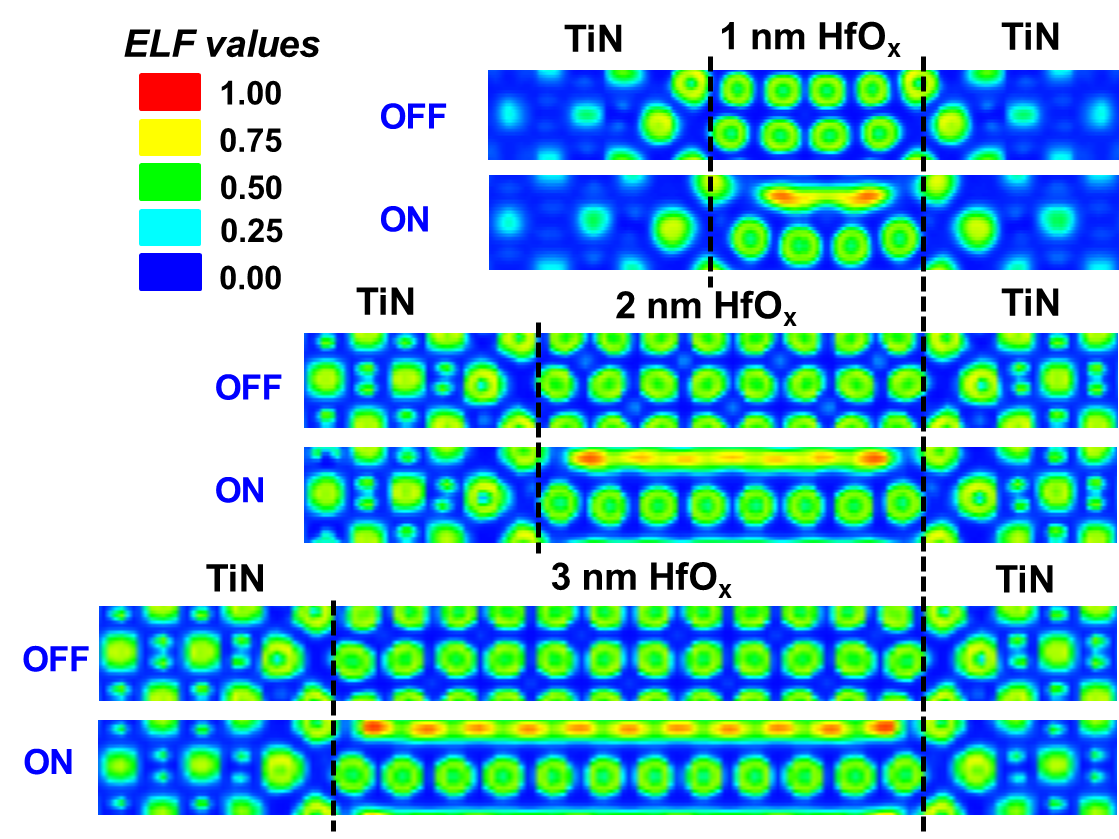 ELF values
1.00
0.75
0.50
0.25
0.00
TiN 1 nm HfOₓ TiN
OFF
ON
TiN 2 nm HfOₓ TiN
OFF
ON
TiN 3 nm HfOₓ TiN
OFF
ON